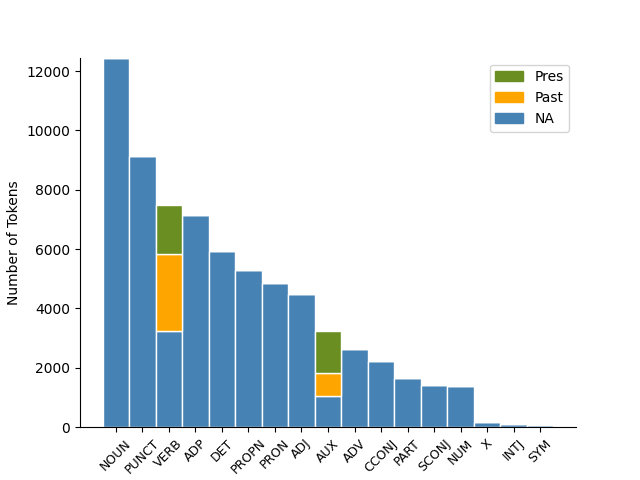 Pres
Past
NA
Number of Tokens
12000
10000
8000
6000
4000
2000
0
NOUN PUNCT VERB ADP DET PROPN PRON ADJ AUX ADV CCONJ PART SCONJ NUM X INTJ SYM